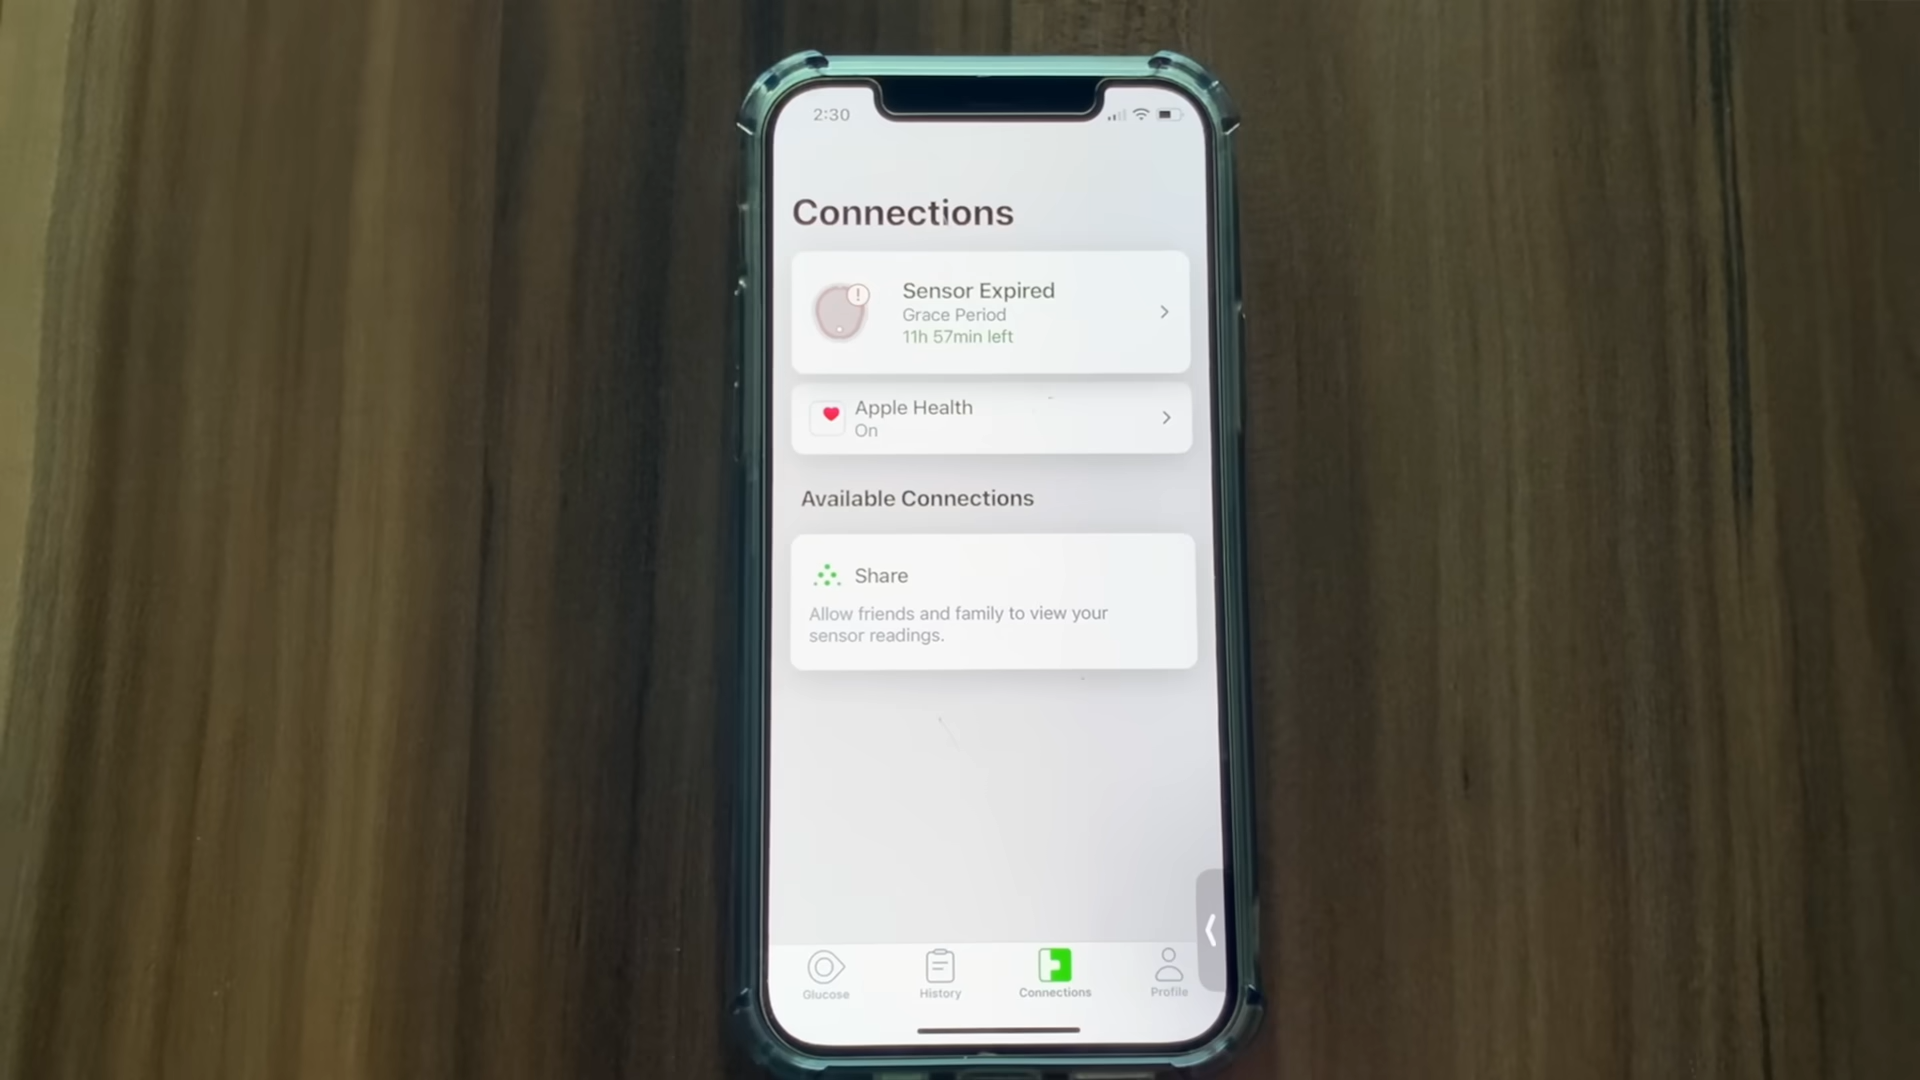 2:30
Connections
Sensor Expired
Grace Period
11h 57min left
Apple Health
On
Available Connections
Share
Allow friends and family to view your
sensor readings.
Glucose
History
Connections
Profile